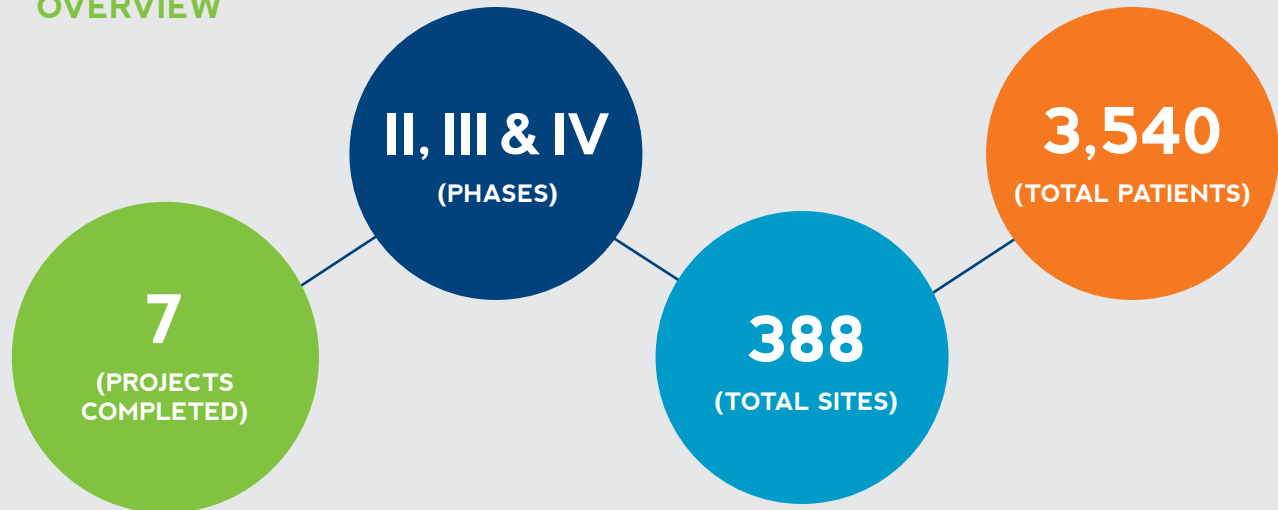 OVERVIEW
7
(PROJECTS
COMPLETED)
II, III & IV
(PHASES)
388
(TOTAL SITES)
3,540
(TOTAL PATIENTS)